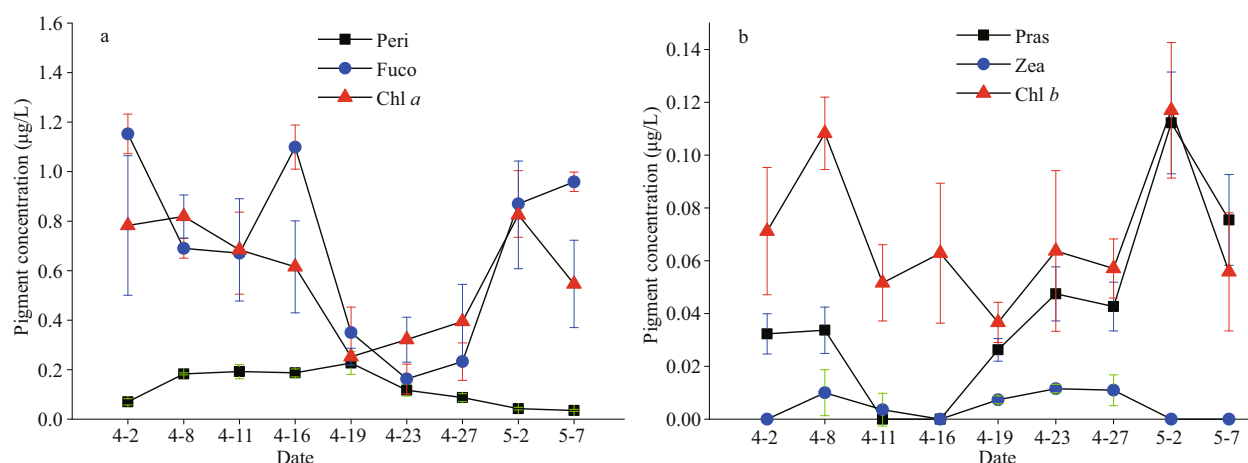 a
Peri
Fuco
Chl a
Pigment concentration (μg/L)
1.6
1.4
1.2
1.0
0.8
0.6
0.4
0.2
0.0
4-2 4-8 4-11 4-16 4-19 4-23 4-27 5-2 5-7
Date
b
Pras
Zea
Chl b
Pigment concentration (μg/L)
0.14
0.12
0.10
0.08
0.06
0.04
0.02
0.00
4-2 4-8 4-11 4-16 4-19 4-23 4-27 5-2 5-7
Date